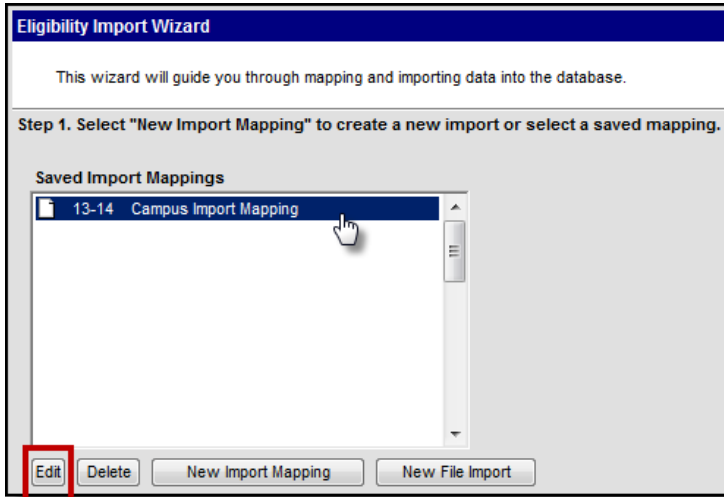 Eligibility Import Wizard
This wizard will guide you through mapping and importing data into the database.
Step 1. Select "New Import Mapping" to create a new import or select a saved mapping.
Saved Import Mappings
13-14 Campus Import Mapping
Edit Delete New Import Mapping New File Import